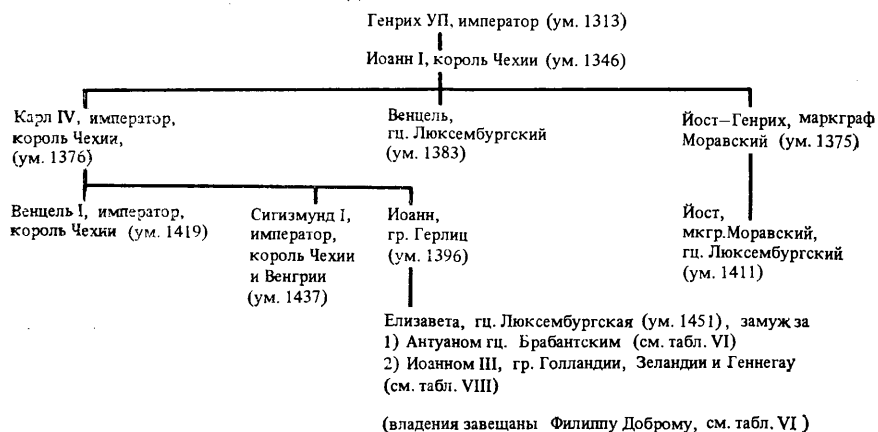 Генрих УП, император (ум. 1313)
Иоанн I, король Чехии (ум. 1346)
Карл IV, император,
король Чехии,
(ум. 1376)
Венцель,
гц. Люксембургский
(ум. 1383)
Йост—Генрих, маркграф
Моравский (ум. 1375)
Венцель I, император,
король Чехии (ум. 1419)
Сигизмунд I,
император,
король Чехии
и Венгрии
(ум. 1437)
Иоанн,
гр. Герлиц
(ум. 1396)
Йост,
мкгр.Моравский,
гц. Люксембургский
(ум. 1411)
Елизавета, гц. Люксембургская (ум. 1451), замуж за
1) Антуаном гц. Брабантским (см. табл. VI)
2) Иоанном III, гр. Голландии, Зеландии и Геннегау
(см. табл. VIII)
(владения завещаны Филиппу Доброму, см. табл. VI )